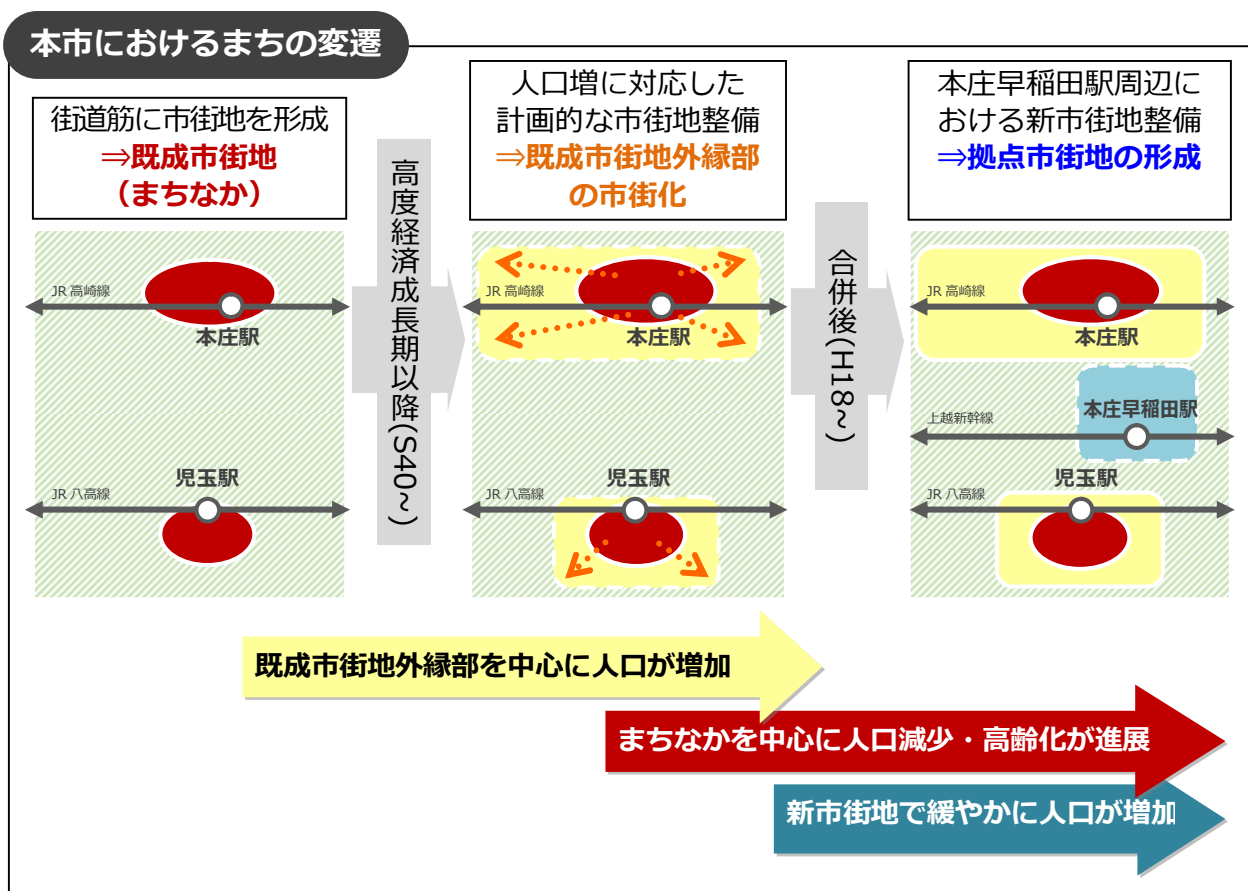 本市におけるまちの変遷
街道筋に市街地を形成
⇒既成市街地
（まちなか）
高度経済成長期以降(S40~)
人口増に対応した
計画的な市街地整備
⇒既成市街地外縁部
の市街化
合併後(H18~)
本庄早稲田駅周辺に
おける新市街地整備
⇒拠点市街地の形成
JR 高崎線
本庄駅
児玉駅
JR 八高線
JR 高崎線
本庄駅
児玉駅
JR 八高線
JR 高崎線
本庄駅
本庄早稲田駅
上越新幹線
児玉駅
JR 八高線
既成市街地外縁部を中心に人口が増加
まちなかを中心に人口減少・高齢化が進展
新市街地で緩やかに人口が増加